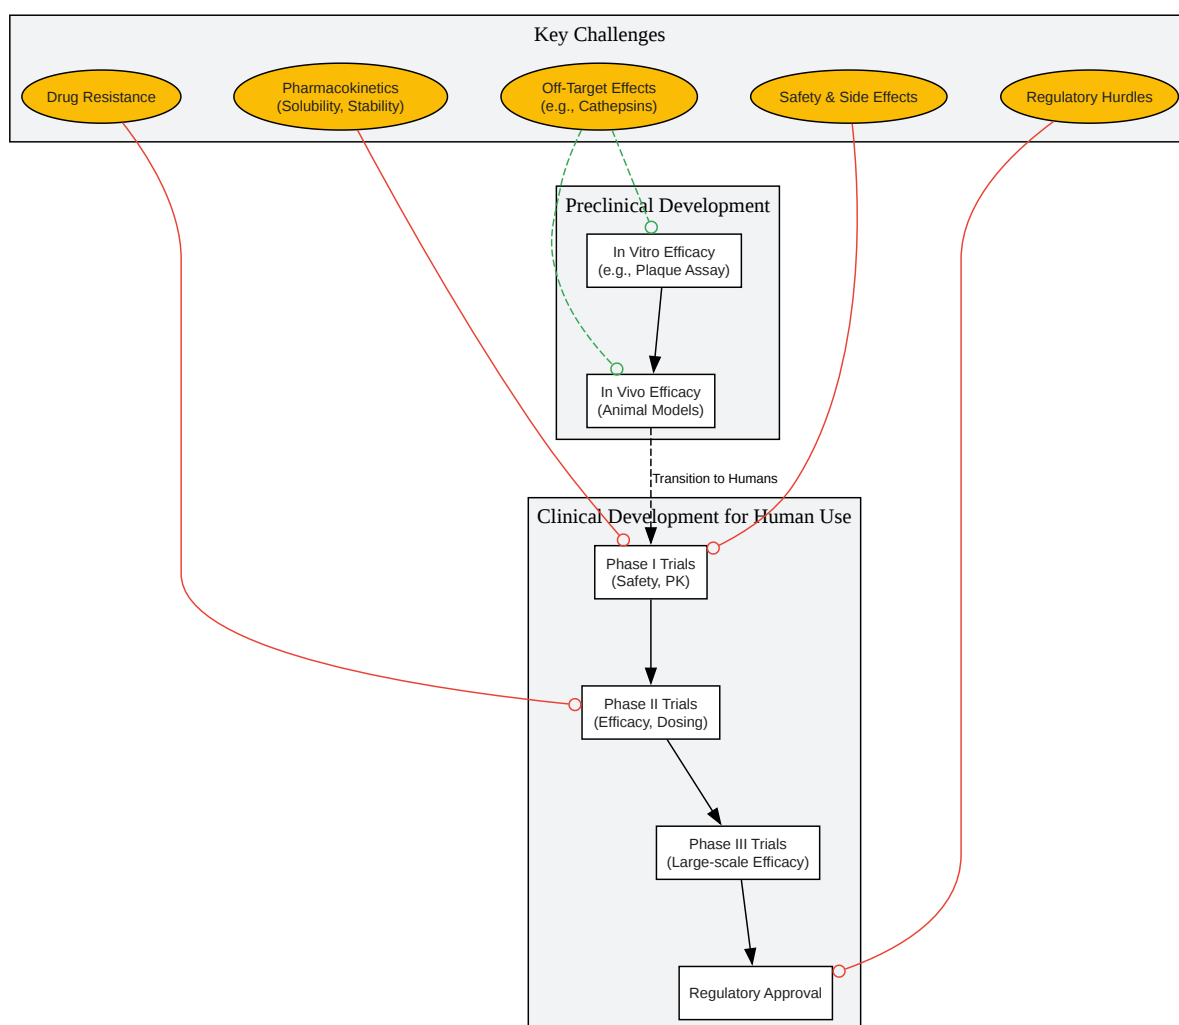 Key Challenges
Drug Resistance
Pharmacokinetics
(Solubility, Stability)
Off-Target Effects
(e.g., Cathepsins)
Safety & Side Effects
Regulatory Hurdles
Preclinical Development
In Vitro Efficacy
(e.g., Plaque Assay)
In Vivo Efficacy
(Animal Models)
Transition to Humans
Clinical Development for Human Use
Phase I Trials
(Safety, PK)
Phase II Trials
(Efficacy, Dosing)
Phase III Trials
(Large-scale Efficacy)
Regulatory Approval